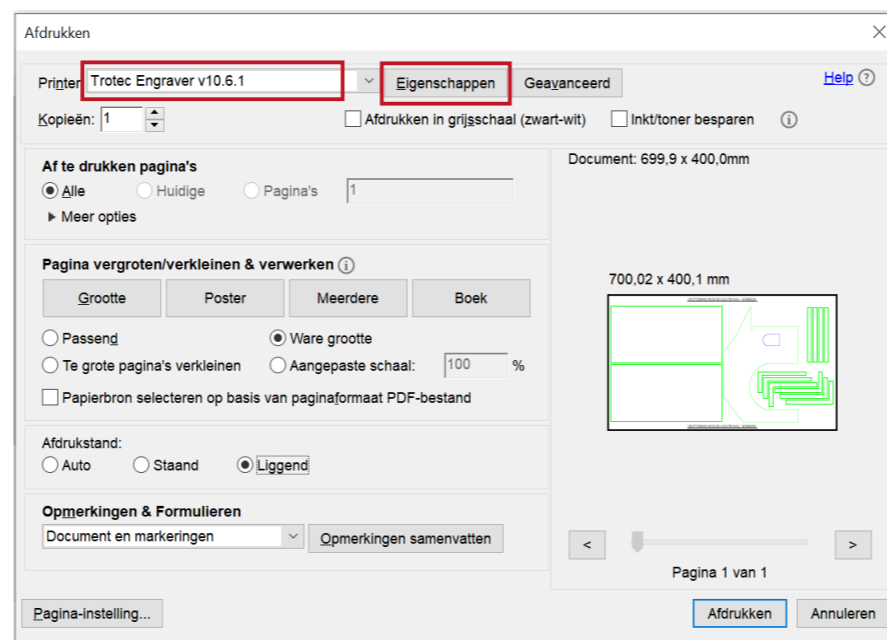 Afdrukken
Printer Trotec Engraver v10.6.1 Eigenschappen Geavanceerd Help ?
Kopieën: 1 Afdrukken in grijsschaal (zwart-wit) Inkt/toner besparen i
Af te drukken pagina's
Alle Huidige Pagina's 1
Meer opties
Pagina vergroten/verkleinen & verwerken i
Grootte Poster Meerdere Boek
Passend Ware grootte
Te grote pagina's verkleinen Aangepaste schaal: 100 %
Papierbron selecteren op basis van paginaformaat PDF-bestand
Afdrukstand:
Auto Staand Liggend
Opmerkingen & Formulieren
Document en markeringen Opmerkingen samenvatten
Document: 699,9 x 400,0mm
700,02 x 400,1 mm
< >
Pagina 1 van 1
Pagina-instelling... Afdrukken Annuleren